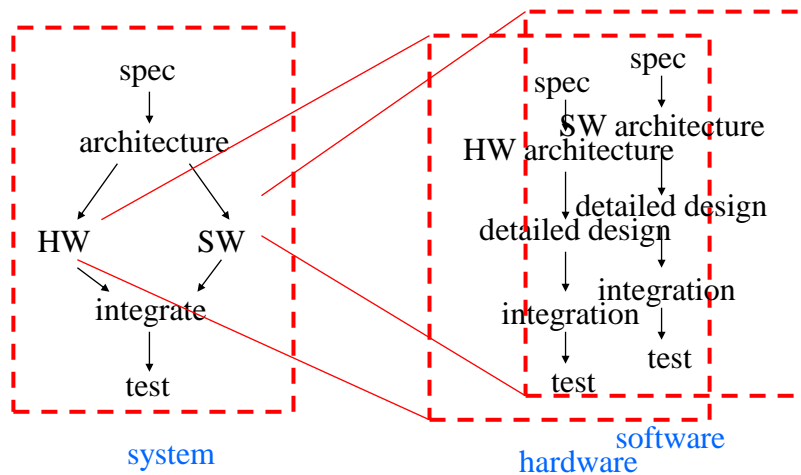 spec
architecture
HW
SW
integrate
test
system
spec
HW architecture
detailed design
integration
test
hardware
spec
SW architecture
detailed design
integration
test
software